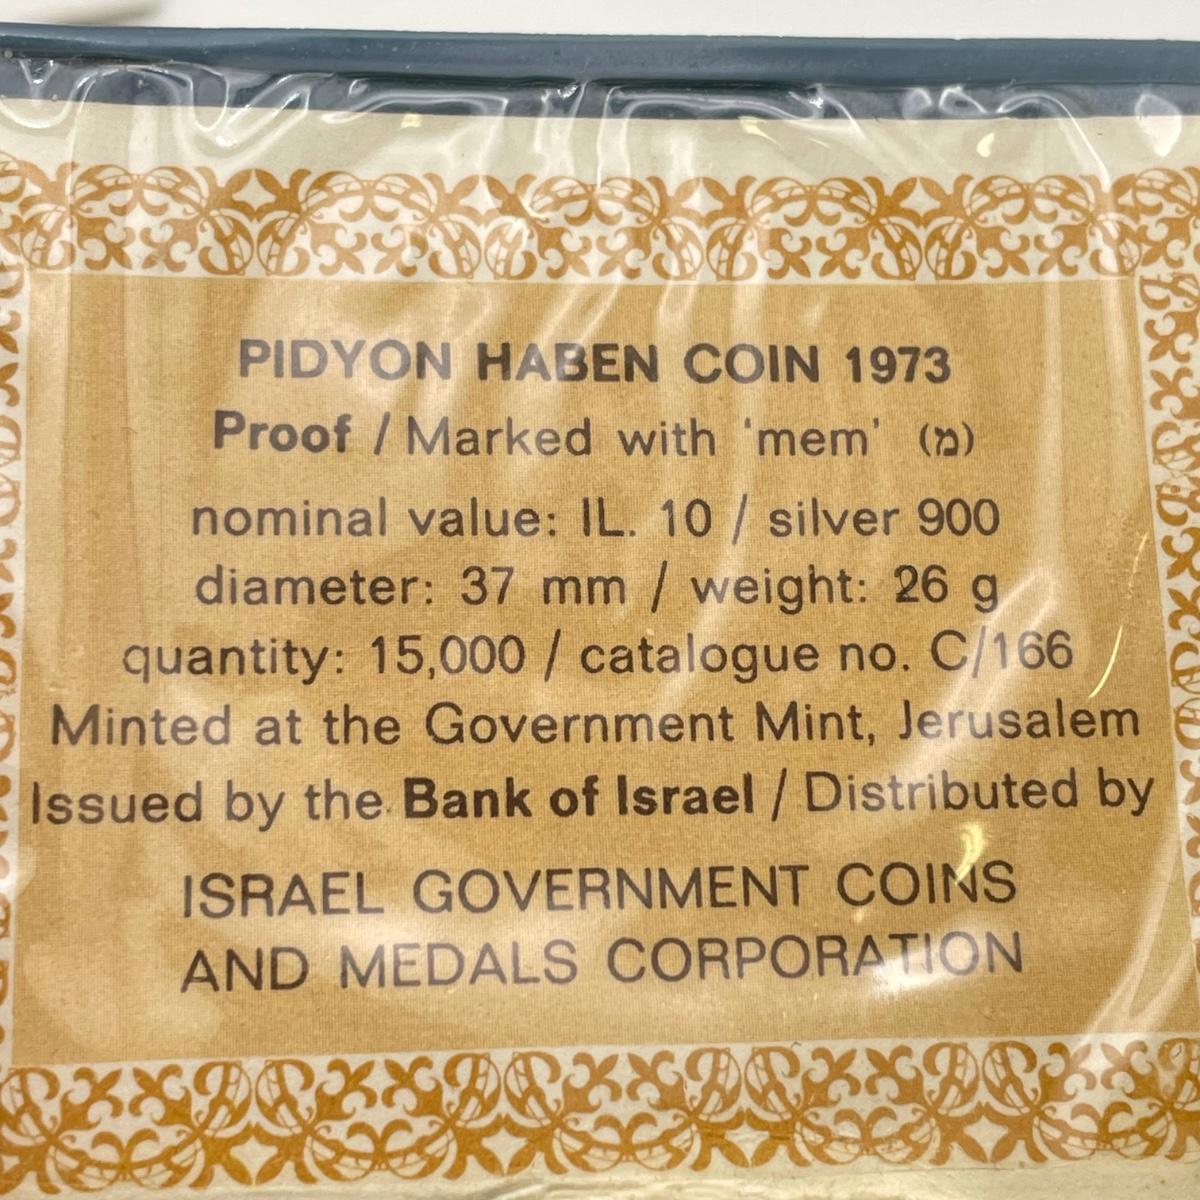 PIDYON HABEN COIN 1973
Proof / Marked with 'mem' (מ)
nominal value: IL. 10 / silver 900
diameter: 37 mm / weight: 26 g
quantity: 15,000 / catalogue no. C/166
Minted at the Government Mint, Jerusalem
Issued by the Bank of Israel / Distributed by
ISRAEL GOVERNMENT COINS
AND MEDALS CORPORATION